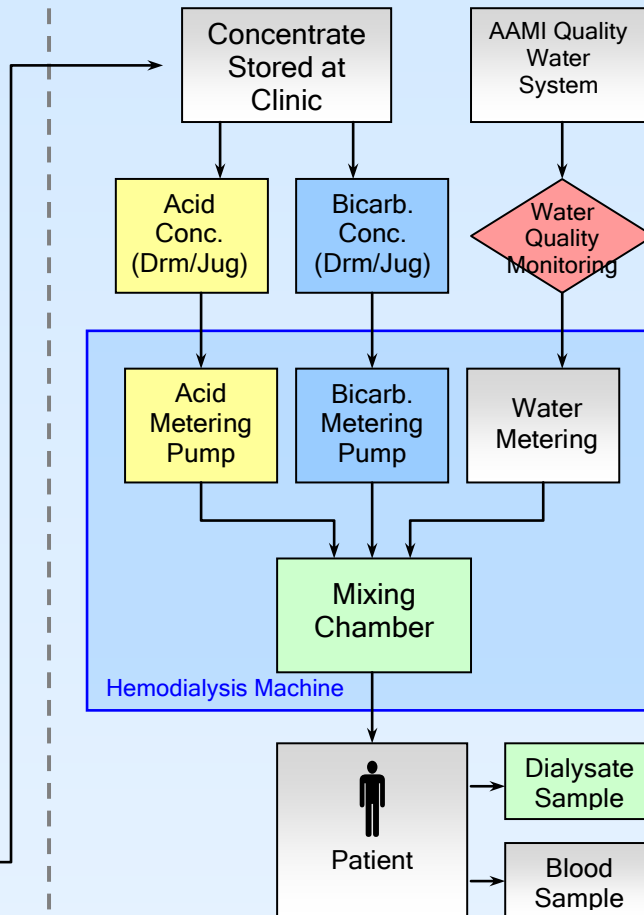 Concentrate
Stored at
Clinic
AAMI Quality
Water
System
Acid
Conc.
(Drm/Jug)
Bicarb.
Conc.
(Drm/Jug)
Water
Quality
Monitoring
Acid
Metering
Pump
Bicarb.
Metering
Pump
Water
Metering
Mixing
Chamber
Hemodialysis Machine
Patient
Dialysate
Sample
Blood
Sample